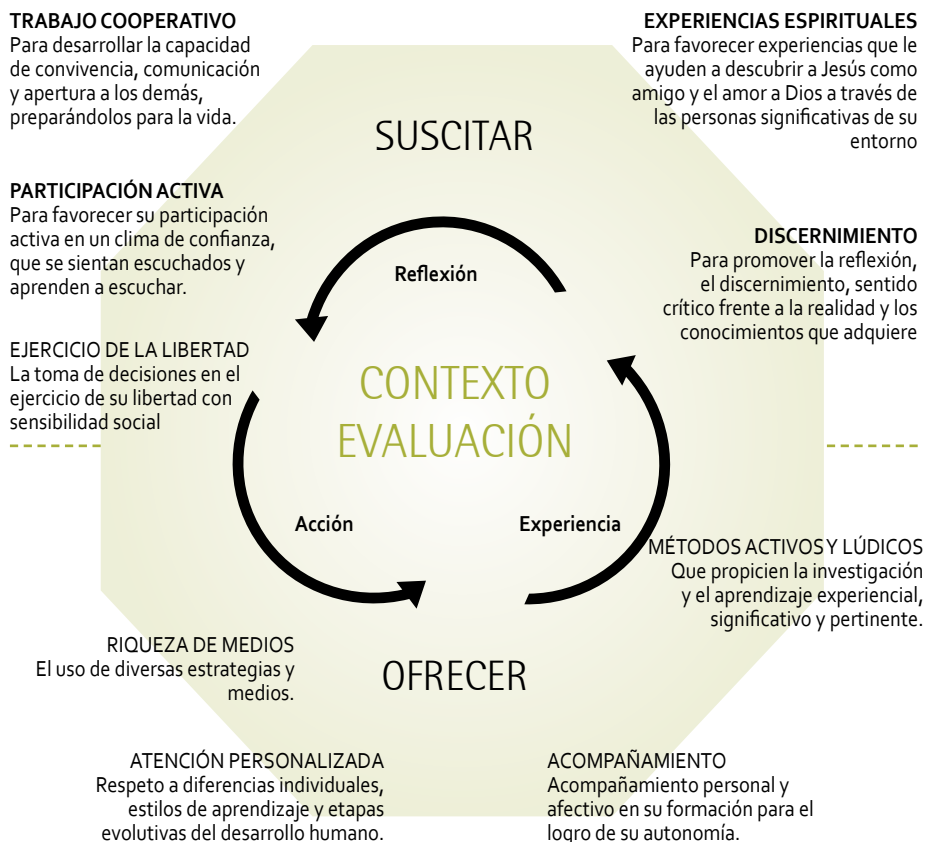 TRABAJO COOPERATIVO
Para desarrollar la capacidad
de convivencia, comunicación
y apertura a los demás,
preparándolos para la vida.
EXPERIENCIAS ESPIRITUALES
Para favorecer experiencias que le
ayuden a descubrir a Jesús como
amigo y el amor a Dios a través de
las personas significativas de su
entorno
SUSCITAR
PARTICIPACIÓN ACTIVA
Para favorecer su participación
activa en un clima de confianza,
que se sientan escuchados y
aprenden a escuchar.
DISCERNIMIENTO
Para promover la reflexión,
el discernimiento, sentido
crítico frente a la realidad y los
conocimientos que adquiere
Reflexión
EJERCICIO DE LA LIBERTAD
La toma de decisiones en el
ejercicio de su libertad con
sensibilidad social
CONTEXTO
EVALUACIÓN
Acción
Experiencia
MÉTODOS ACTIVOS Y LÚDICOS
Que propicien la investigación
y el aprendizaje experiencial,
significativo y pertinente.
RIQUEZA DE MEDIOS
El uso de diversas estrategias y
medios.
OFRECER
ATENCIÓN PERSONALIZADA
Respeto a diferencias individuales,
estilos de aprendizaje y etapas
evolutivas del desarrollo humano.
ACOMPAÑAMIENTO
Acompañamiento personal y
afectivo en su formación para el
logro de su autonomía.